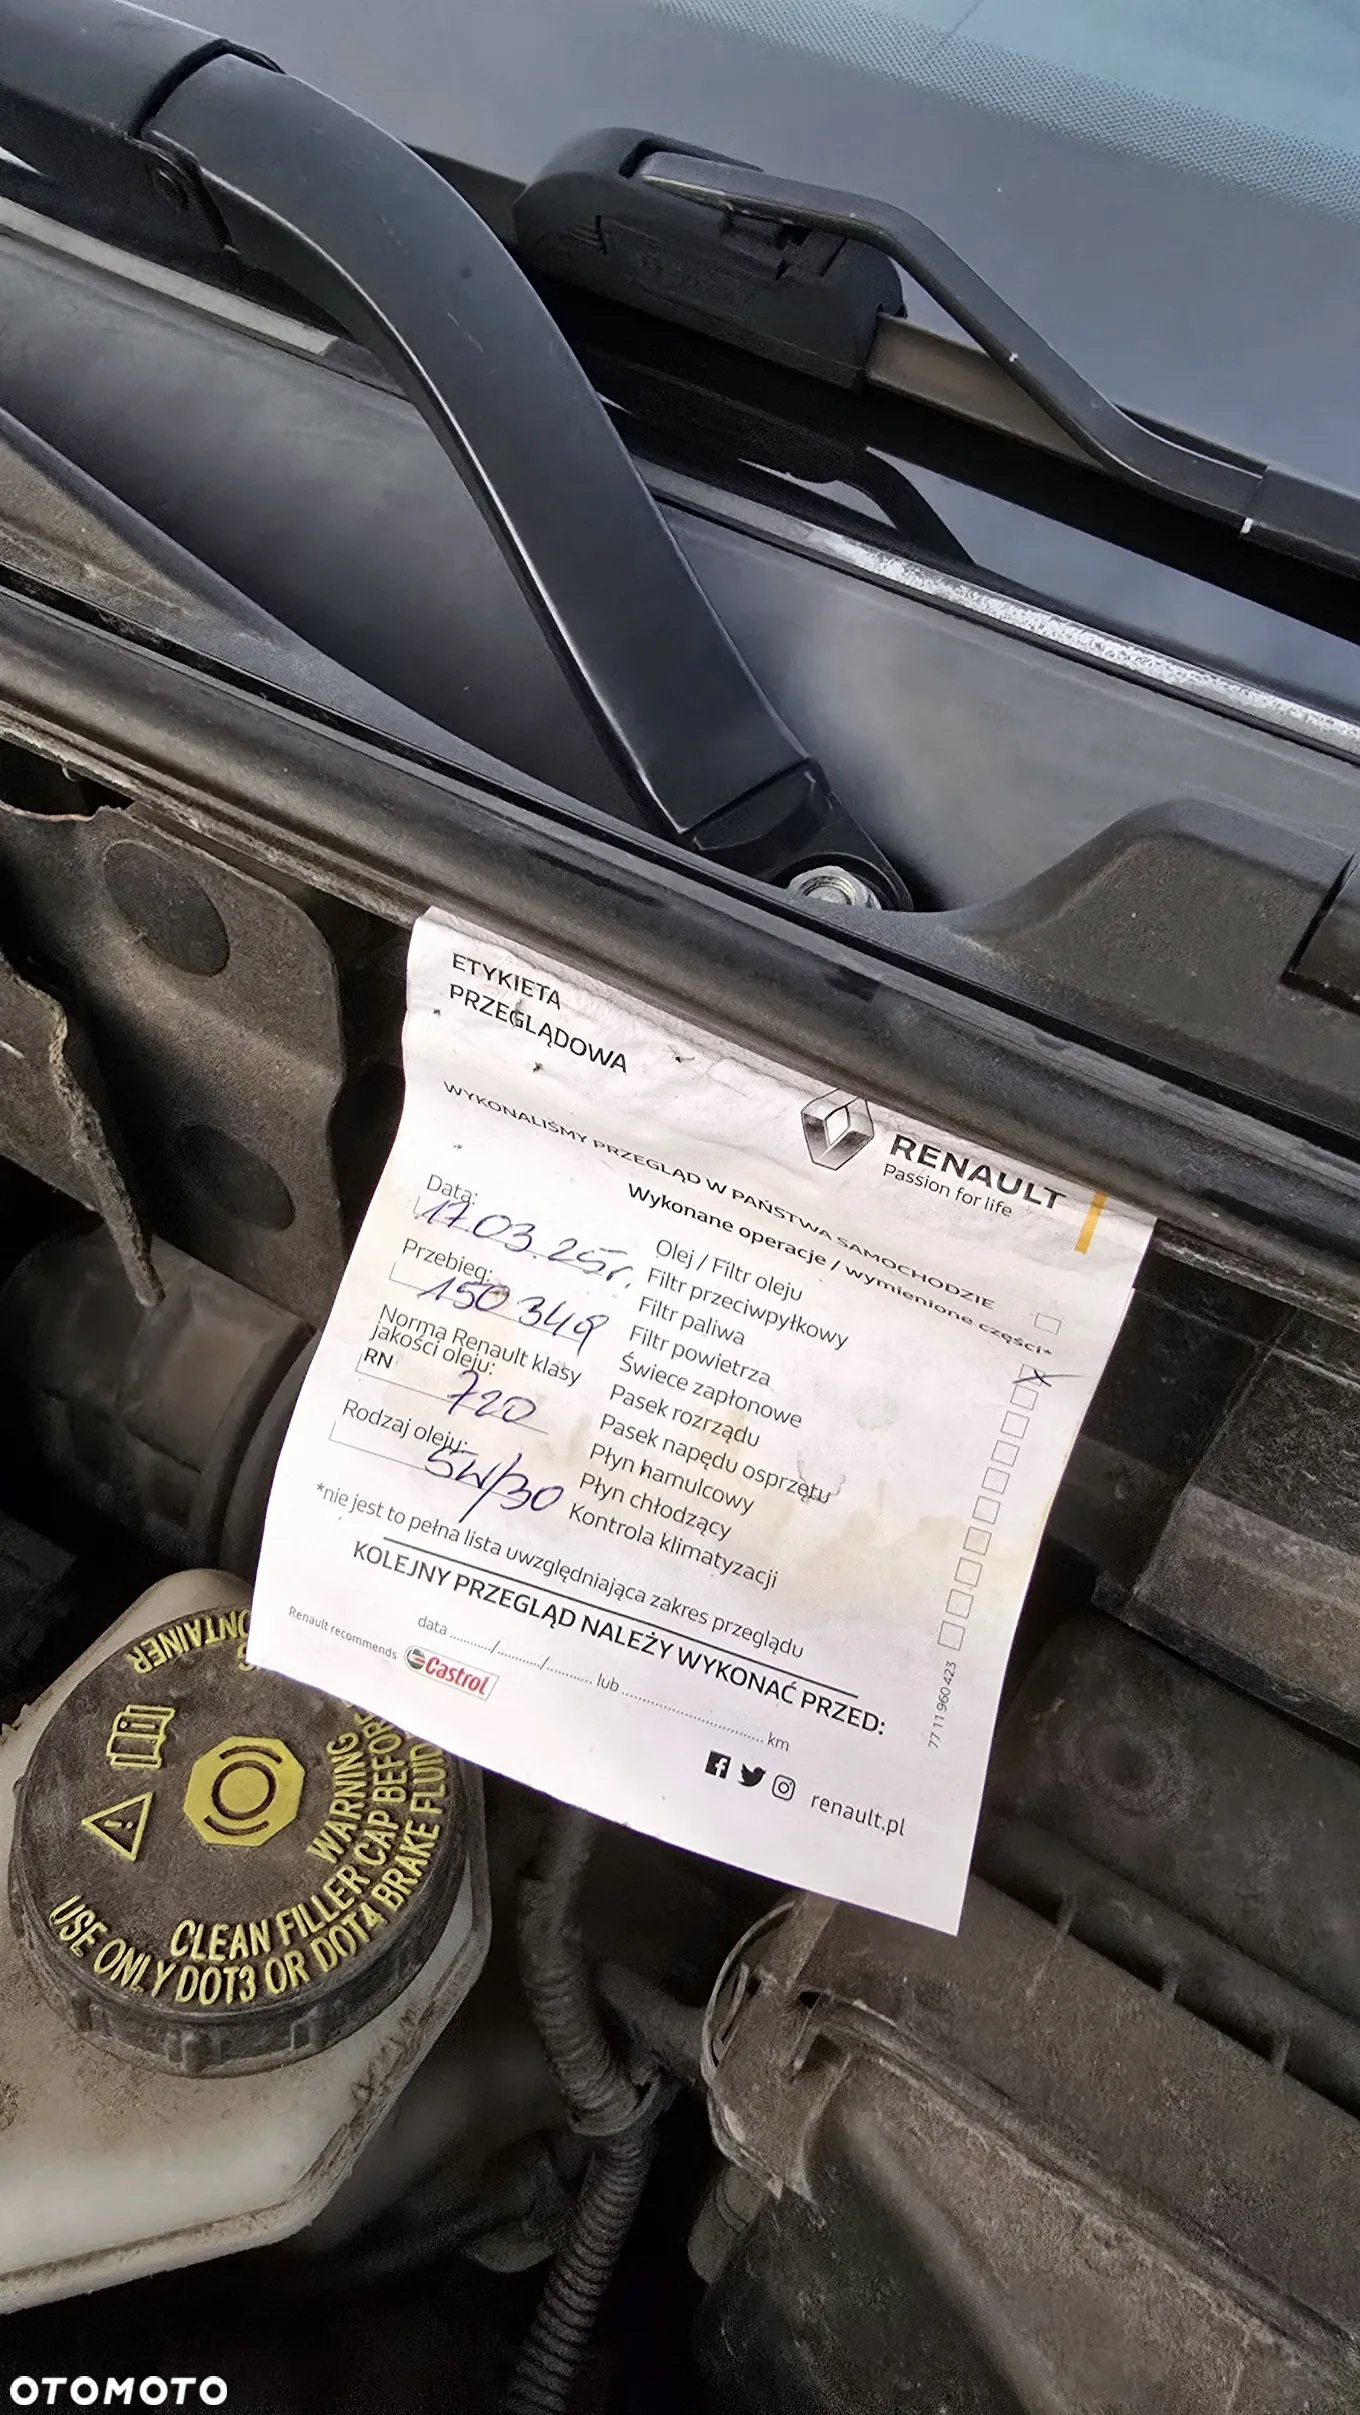 ETYKIETA
PRZEGLĄDOWA
RENAULT
Passion for life
WYKONALIŚMY PRZEGLĄD W PAŃSTWA SAMOCHODZIE
Wykonane operacje / wymienione części*
Data:
17.03.25r.
Przebieg:
150 349
Norma Renault klasy
jakości oleju:
RN
720
Rodzaj oleju:
5W/30
Olej / Filtr oleju
Filtr przeciwpyłkowy
Filtr paliwa
Filtr powietrza
Świece zapłonowe
Pasek rozrządu
Pasek napędu osprzętu
Płyn hamulcowy
Płyn chłodzący
Kontrola klimatyzacji
*nie jest to pełna lista uwzględniająca zakres przeglądu
KOLEJNY PRZEGLĄD NALEŻY WYKONAĆ PRZED:
data ............/............/............ lub .................................... km
Renault recommends Castrol
renault.pl
77 11 960 423
WARNING
CLEAN FILLER CAP BEFORE
USE ONLY DOT3 OR DOT4 BRAKE FLUID
CONTAINER
OTOMOTO